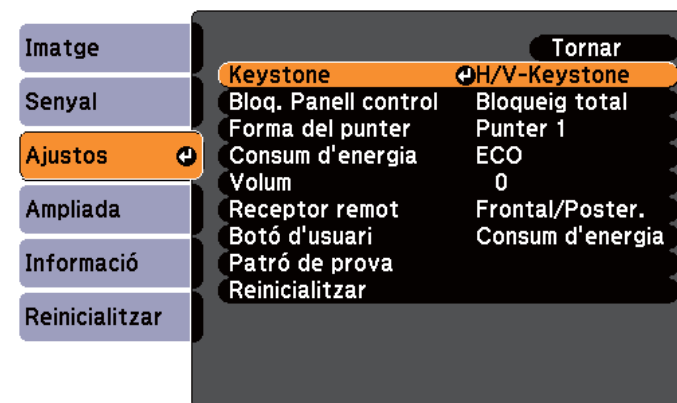 Imatge
Senyal
Ajustos
Ampliada
Informació
Reinicialitzar
Tornar
Keystone H/V-Keystone
Bloq. Panell control Bloqueig total
Forma del punter Punter 1
Consum d'energia ECO
Volum 0
Receptor remot Frontal/Poster.
Botó d'usuari Consum d'energia
Patró de prova
Reinicialitzar